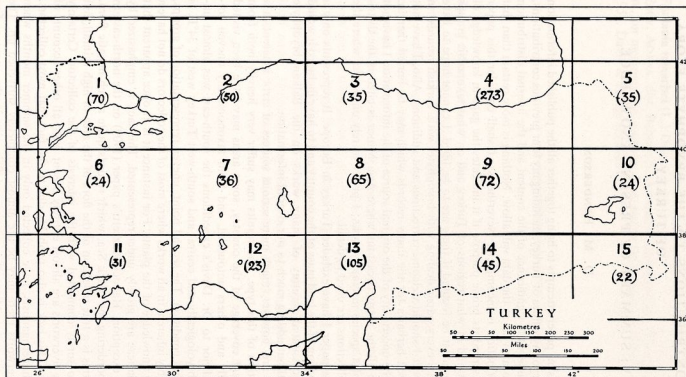 42°
1 2 3 4 5
(70) (50) (35) (273) (35)
40°
6 7 8 9 10
(24) (36) (65) (72) (24)
38°
11 12 13 14 15
(31) (23) (105) (45) (22)
TURKEY
36°
Kilometres
50 0 50 100 150 200 250 300
Miles
50 0 50 100 150 200
26° 30° 34° 38° 42°